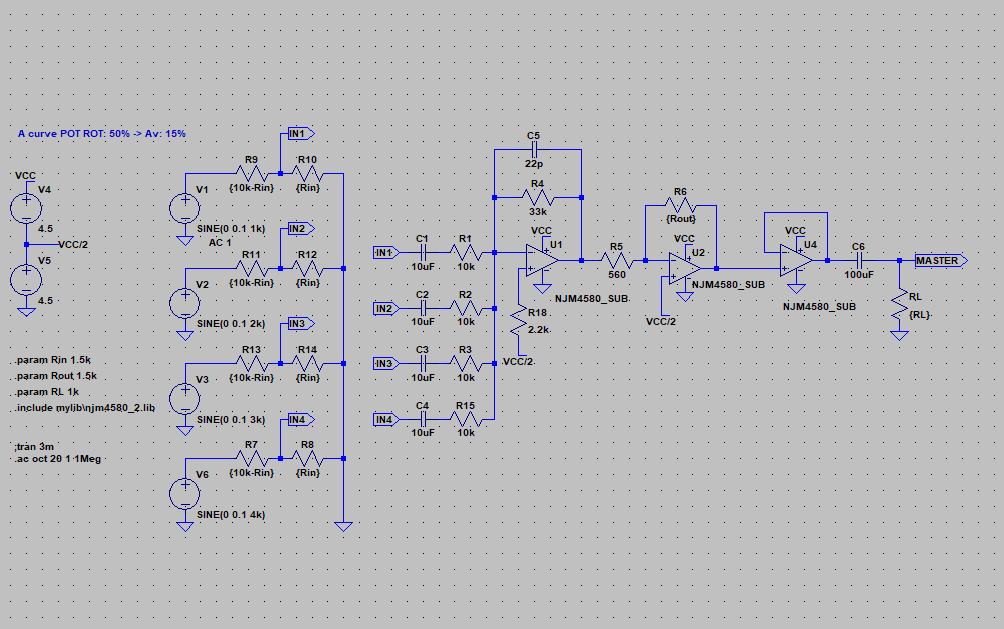 A curve POT ROT: 50% -> Av: 15%
VCC
V4
4.5
VCC/2
V5
4.5
.param Rin 1.5k
.param Rout 1.5k
.param RL 1k
.include mylib\njm4580_2.lib
;tran 3m
.ac oct 20 1 1Meg
IN1
R9
R10
{10k-Rin}
{Rin}
V1
SINE(0 0.1 1k)
AC 1
IN2
R11
R12
{10k-Rin}
{Rin}
V2
SINE(0 0.1 2k)
IN3
R13
R14
{10k-Rin}
{Rin}
V3
SINE(0 0.1 3k)
IN4
R7
R8
{10k-Rin}
{Rin}
V6
SINE(0 0.1 4k)
IN1
C1
10uF
R1
10k
IN2
C2
10uF
R2
10k
IN3
C3
10uF
R3
10k
IN4
C4
10uF
R15
10k
C5
22p
R4
33k
VCC
U1
NJM4580_SUB
R18
2.2k
VCC/2
R5
560
R6
{Rout}
VCC
U2
NJM4580_SUB
VCC/2
VCC
U4
NJM4580_SUB
C6
100uF
MASTER
RL
{RL}